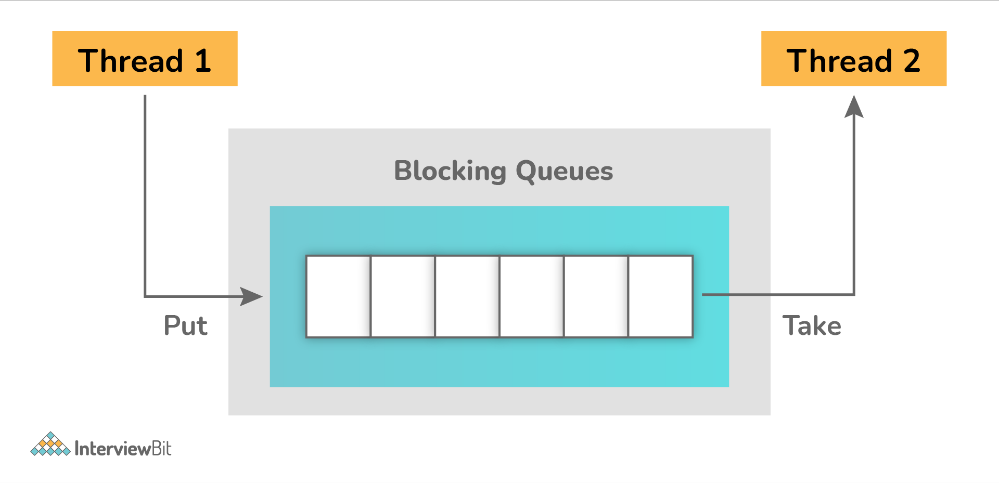 Thread 1
Thread 2
Blocking Queues
Put
Take
InterviewBit